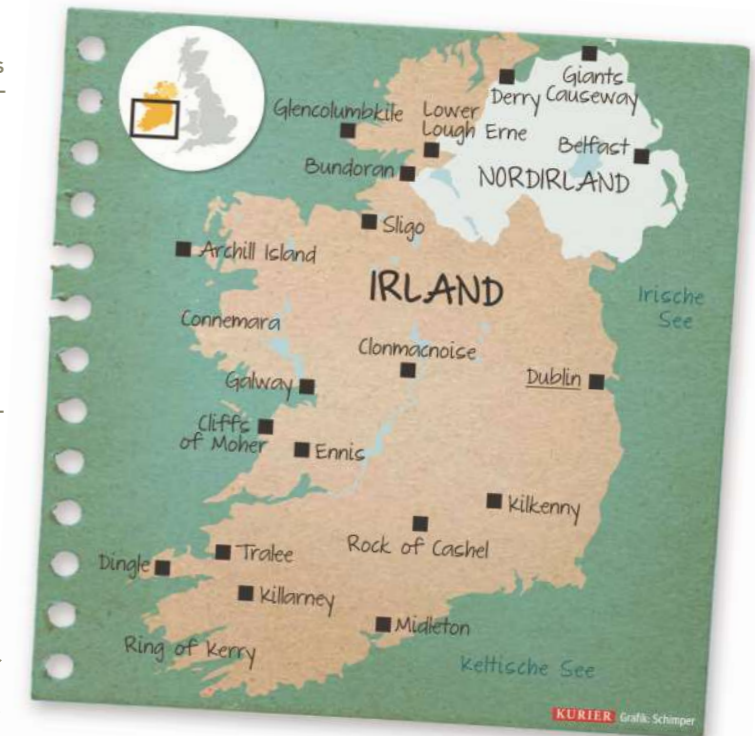 s
Giants
Causeway
Derry
Glencolumbkile
Lower
Lough Erne
Belfast
Bundoran
NORDIRLAND
Sligo
Archill Island
IRLAND
Irische
See
Connemara
Clonmacnoise
Galway
Dublin
Cliffs
of Moher
Ennis
Kilkenny
Rock of Cashel
Tralee
Dingle
Killarney
Midleton
Ring of Kerry
Keltische See
KURIER Grafik: Schimper